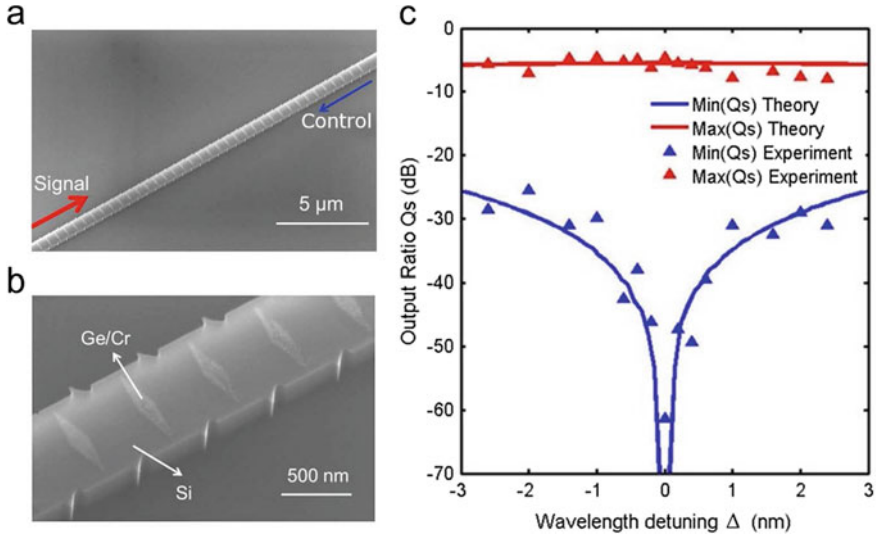 a
Control
Signal
5 μm
b
Ge/Cr
Si
500 nm
c
Output Ratio Qs (dB)
0
-10
-20
-30
-40
-50
-60
-70
Min(Qs) Theory
Max(Qs) Theory
Min(Qs) Experiment
Max(Qs) Experiment
-3 -2 -1 0 1 2 3
Wavelength detuning Δ (nm)